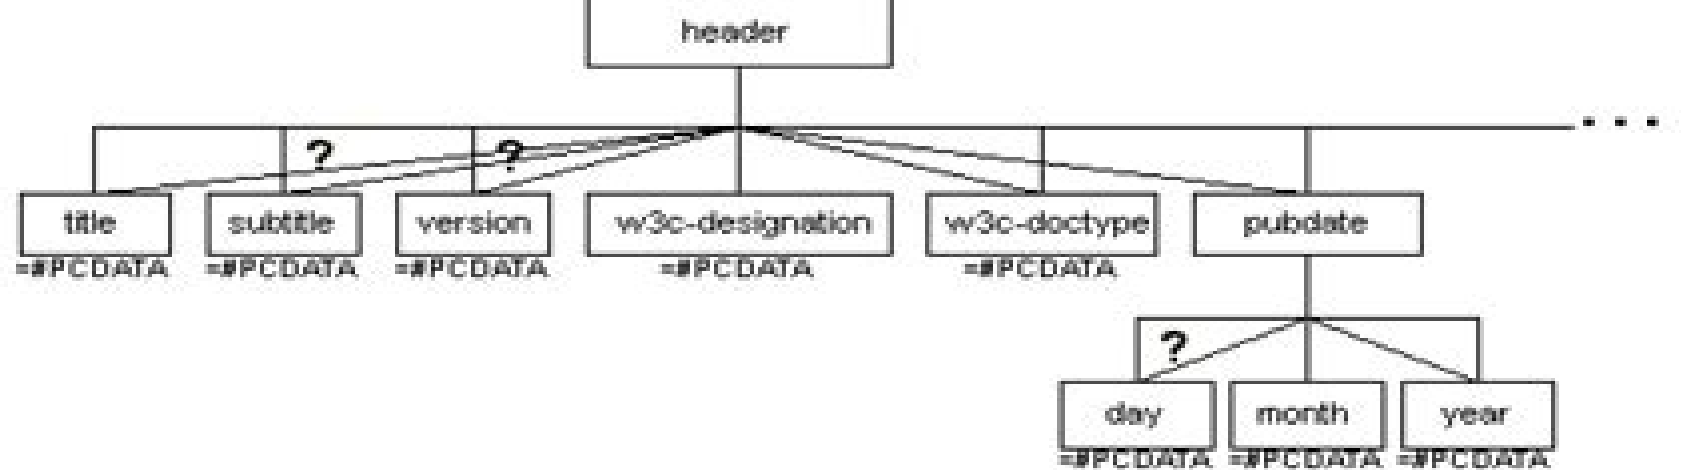 header
. . .
? ?
title subtitle version w3c-designation w3c-doctype pubdate
=#PCDATA =#PCDATA =#PCDATA =#PCDATA =#PCDATA
?
day month year
=#PCDATA =#PCDATA =#PCDATA